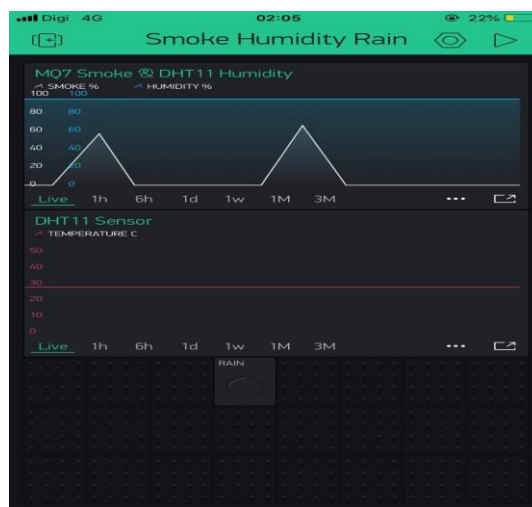 Digi 4G 02:05 22%
Smoke Humidity Rain
MQ7 Smoke & DHT11 Humidity
SMOKE % HUMIDITY %
100 100
80 80
60 60
40 40
20 20
0 0
Live 1h 6h 1d 1w 1M 3M
DHT11 Sensor
TEMPERATURE C
50
40
30
20
10
0
Live 1h 6h 1d 1w 1M 3M
RAIN